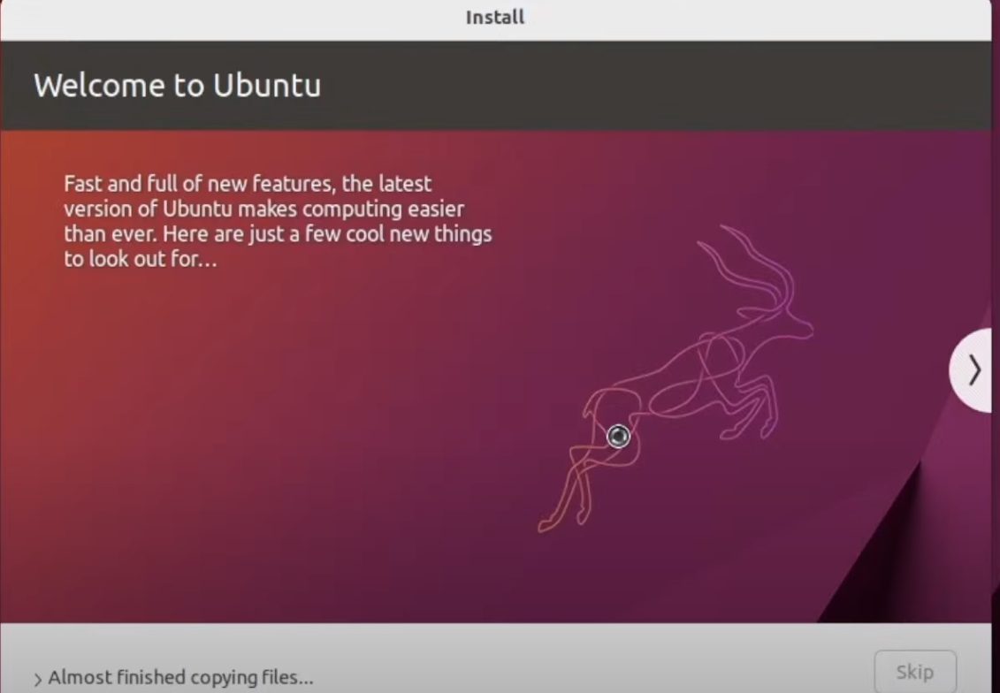 Install
Welcome to Ubuntu
Fast and full of new features, the latest
version of Ubuntu makes computing easier
than ever. Here are just a few cool new things
to look out for...
Almost finished copying files...
Skip